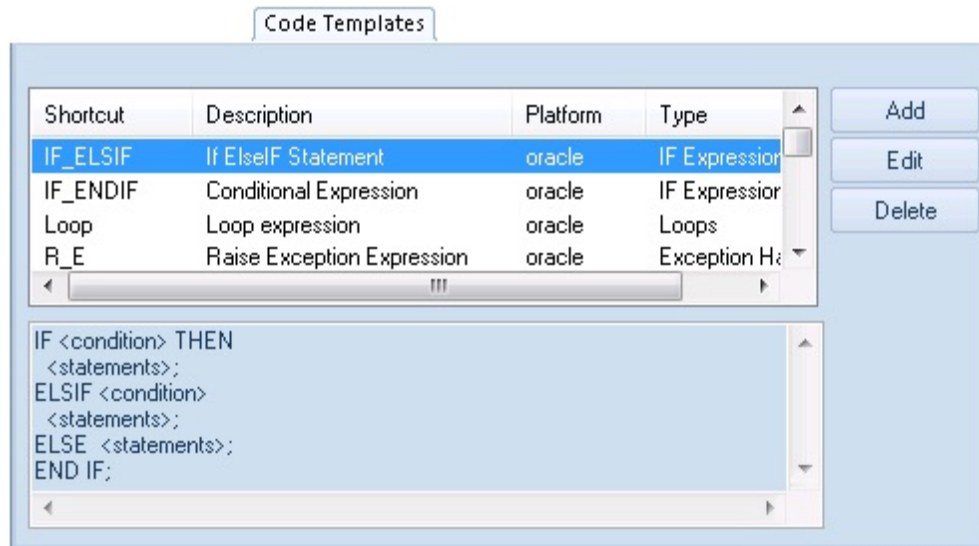 Code Templates
Shortcut Description Platform Type
IF_ELSIF If ElseIF Statement oracle IF Expression
IF_ENDIF Conditional Expression oracle IF Expression
Loop Loop expression oracle Loops
R_E Raise Exception Expression oracle Exception Ha
Add
Edit
Delete
IF <condition> THEN
<statements>;
ELSIF <condition>
<statements>;
ELSE <statements>;
END IF;